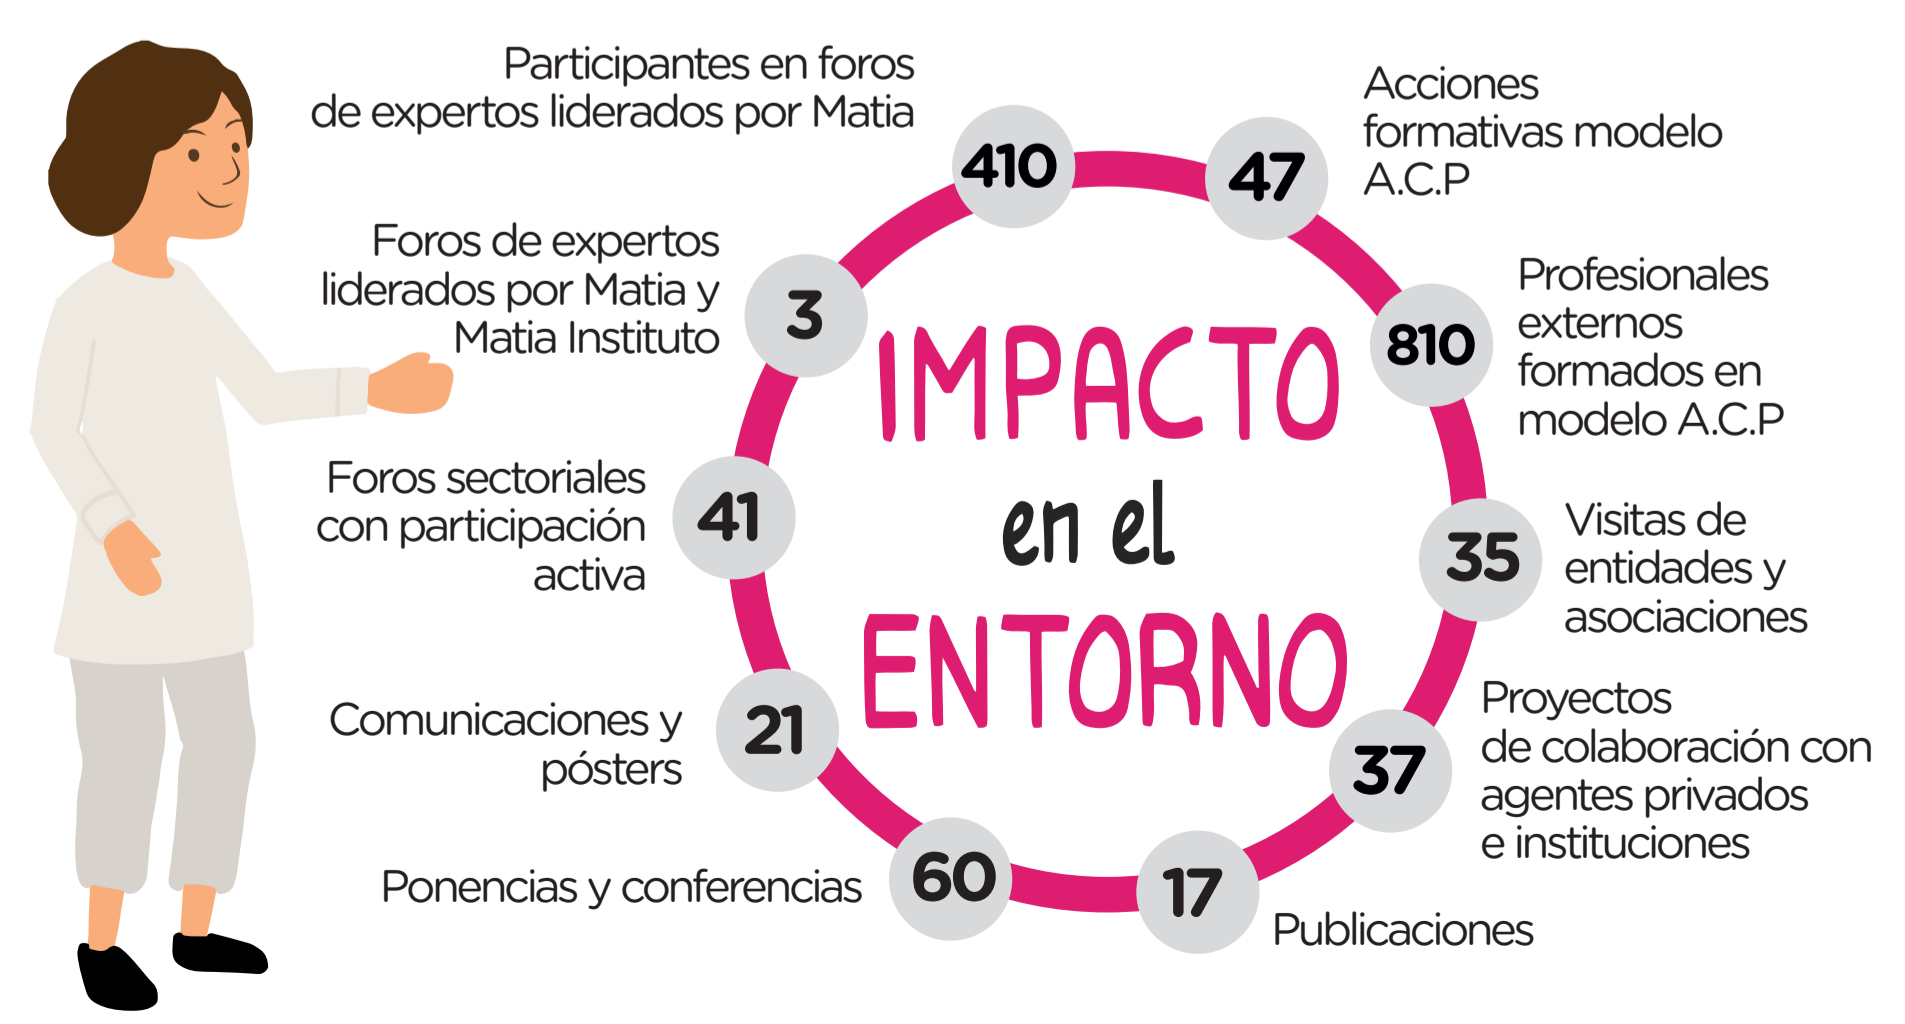 Participantes en foros
de expertos liderados por Matia
410
47
Acciones
formativas modelo
A.C.P
Foros de expertos
liderados por Matia y
Matia Instituto
3
810
Profesionales
externos
formados en
modelo A.C.P
IMPACTO
en el
ENTORNO
Foros sectoriales
con participación
activa
41
35
Visitas de
entidades y
asociaciones
Comunicaciones y
pósters
21
37
Proyectos
de colaboración con
agentes privados
e instituciones
Ponencias y conferencias
60
17
Publicaciones